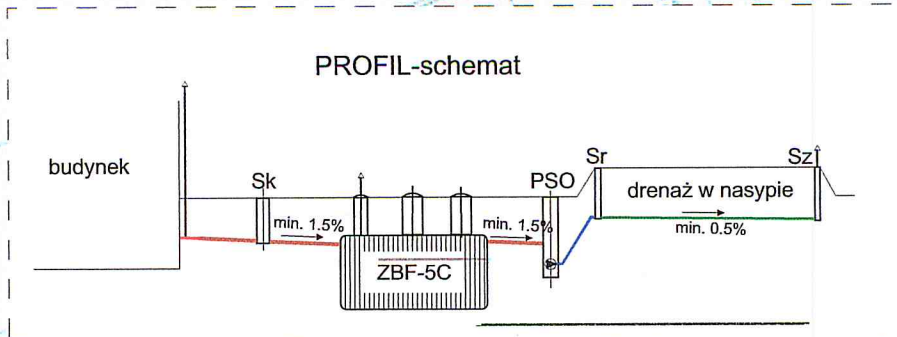 PROFIL-schemat
budynek
Sk
PSO
Sr
Sz
drenaż w nasypie
min. 1.5%
min. 1.5%
min. 0.5%
ZBF-5C